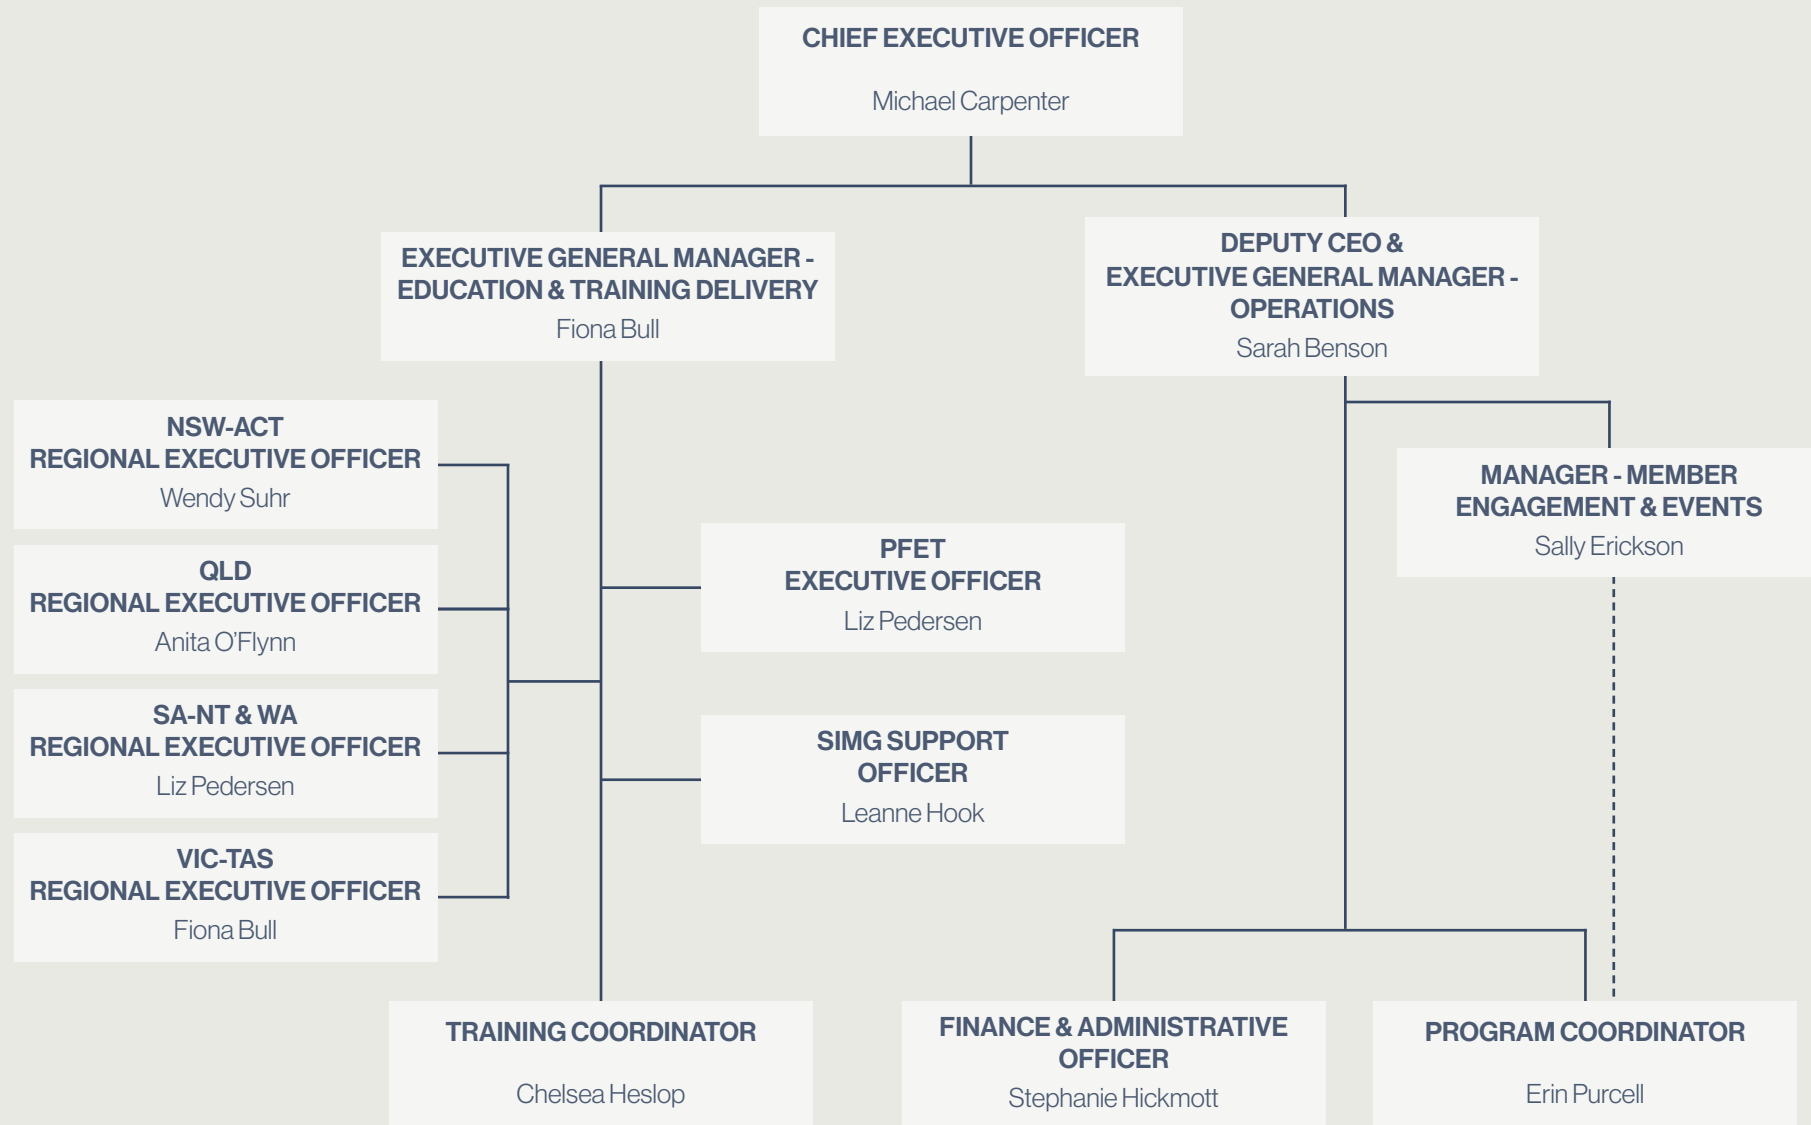 CHIEF EXECUTIVE OFFICER
Michael Carpenter
EXECUTIVE GENERAL MANAGER -
EDUCATION & TRAINING DELIVERY
Fiona Bull
DEPUTY CEO &
EXECUTIVE GENERAL MANAGER -
OPERATIONS
Sarah Benson
NSW-ACT
REGIONAL EXECUTIVE OFFICER
Wendy Suhr
QLD
REGIONAL EXECUTIVE OFFICER
Anita O’Flynn
SA-NT & WA
REGIONAL EXECUTIVE OFFICER
Liz Pedersen
VIC-TAS
REGIONAL EXECUTIVE OFFICER
Fiona Bull
PFET
EXECUTIVE OFFICER
Liz Pedersen
SIMG SUPPORT
OFFICER
Leanne Hook
MANAGER - MEMBER
ENGAGEMENT & EVENTS
Sally Erickson
TRAINING COORDINATOR
Chelsea Heslop
FINANCE & ADMINISTRATIVE
OFFICER
Stephanie Hickmott
PROGRAM COORDINATOR
Erin Purcell